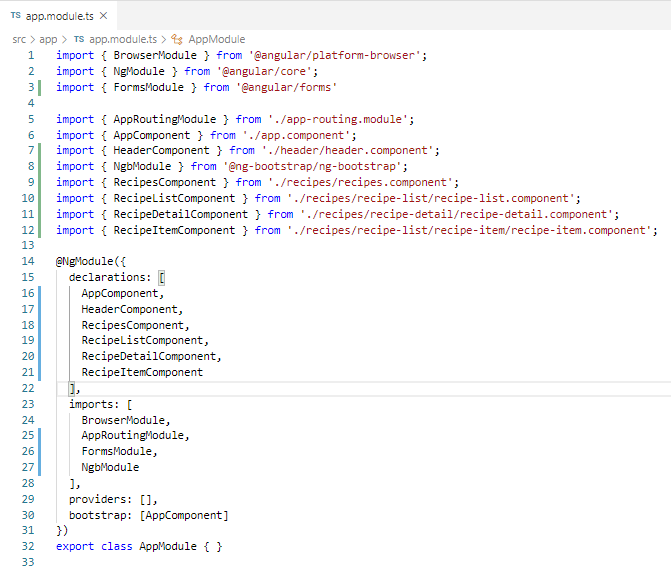 TS app.module.ts ×
src > app > TS app.module.ts > AppModule
1 import { BrowserModule } from '@angular/platform-browser';
2 import { NgModule } from '@angular/core';
3 import { FormsModule } from '@angular/forms'
4
5 import { AppRoutingModule } from './app-routing.module';
6 import { AppComponent } from './app.component';
7 import { HeaderComponent } from './header/header.component';
8 import { NgbModule } from '@ng-bootstrap/ng-bootstrap';
9 import { RecipesComponent } from './recipes/recipes.component';
10 import { RecipeListComponent } from './recipes/recipe-list/recipe-list.component';
11 import { RecipeDetailComponent } from './recipes/recipe-detail/recipe-detail.component';
12 import { RecipeItemComponent } from './recipes/recipe-list/recipe-item/recipe-item.component';
13
14 @NgModule({
15   declarations: [
16     AppComponent,
17     HeaderComponent,
18     RecipesComponent,
19     RecipeListComponent,
20     RecipeDetailComponent,
21     RecipeItemComponent
22   ],
23   imports: [
24     BrowserModule,
25     AppRoutingModule,
26     FormsModule,
27     NgbModule
28   ],
29   providers: [],
30   bootstrap: [AppComponent]
31 })
32 export class AppModule { }
33